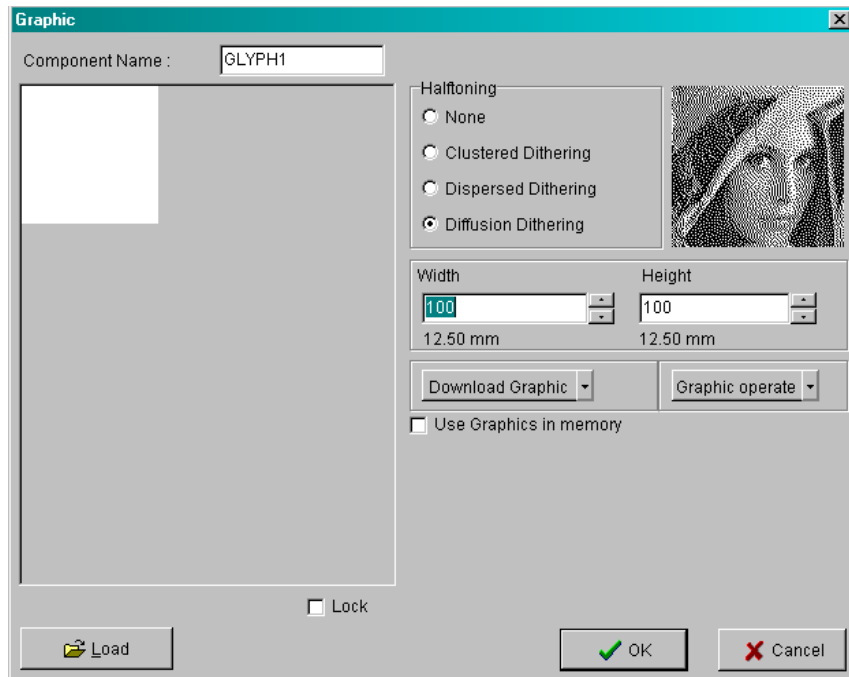 Graphic
Component Name : GLYPH1
Halftoning
None
Clustered Dithering
Dispersed Dithering
Diffusion Dithering
Width Height
100 100
12.50 mm 12.50 mm
Download Graphic Graphic operate
Use Graphics in memory
Lock
Load OK Cancel